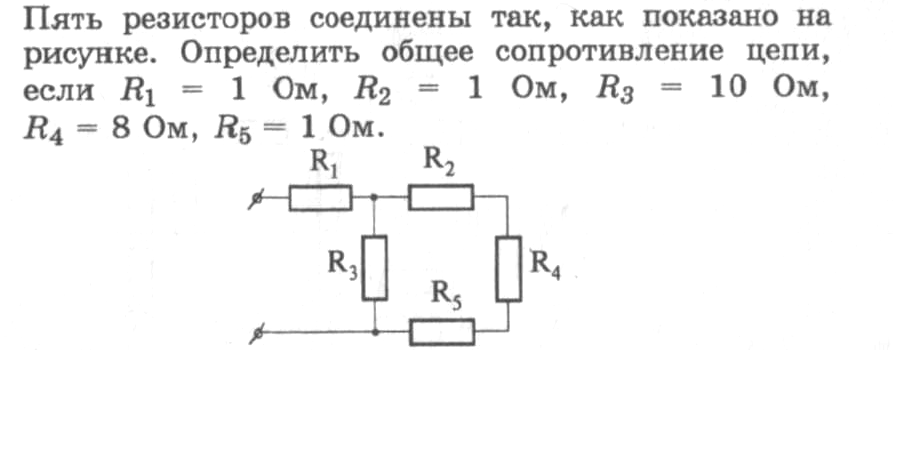 Пять резисторов соединены так, как показано на
рисунке. Определить общее сопротивление цепи,
если R₁ = 1 Ом, R₂ = 1 Ом, R₃ = 10 Ом,
R₄ = 8 Ом, R₅ = 1 Ом.
R₁ R₂
R₃ R₄
R₅